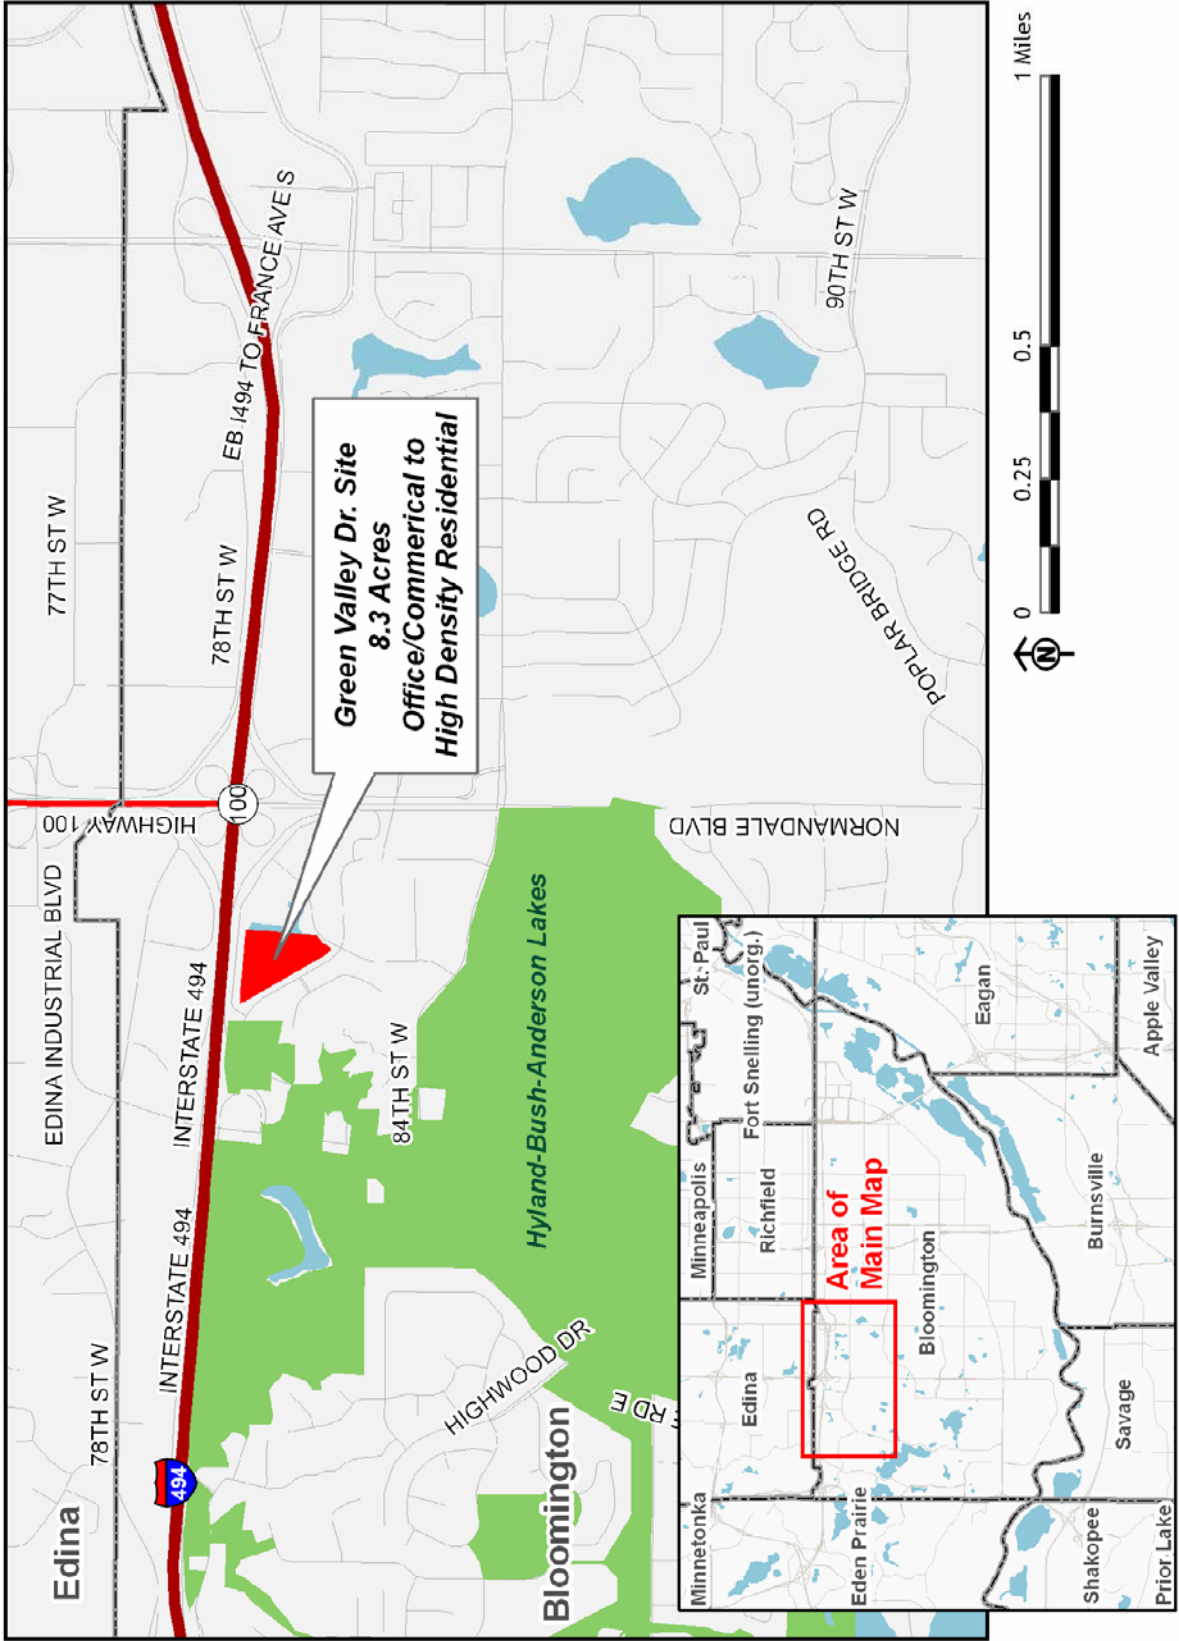 Edina
78TH ST W
EDINA INDUSTRIAL BLVD
HIGHWAY 100
77TH ST W
494
INTERSTATE 494
INTERSTATE 494
100
78TH ST W
EB I494 TO FRANCE AVE S
Green Valley Dr. Site
8.3 Acres
Office/Commerical to
High Density Residential
84TH ST W
HIGHWOOD DR
Hyland-Bush-Anderson Lakes
Bloomington
RD E
NORMANDALE BLVD
POPLAR BRIDGE RD
90TH ST W
Minnetonka
Minneapolis
St. Paul
Edina
Richfield
Fort Snelling (unorg.)
Area of
Main Map
Eden Prairie
Bloomington
Eagan
Shakopee
Savage
Burnsville
Apple Valley
Prior Lake
N
0
0.25
0.5
1 Miles